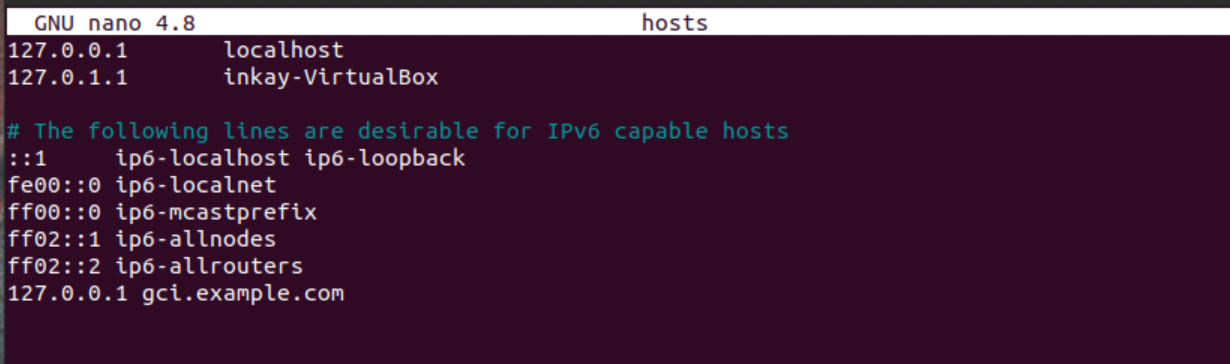 GNU nano 4.8 hosts
127.0.0.1 localhost
127.0.1.1 inkay-VirtualBox
# The following lines are desirable for IPv6 capable hosts
::1 ip6-localhost ip6-loopback
fe00::0 ip6-localnet
ff00::0 ip6-mcastprefix
ff02::1 ip6-allnodes
ff02::2 ip6-allrouters
127.0.0.1 gci.example.com